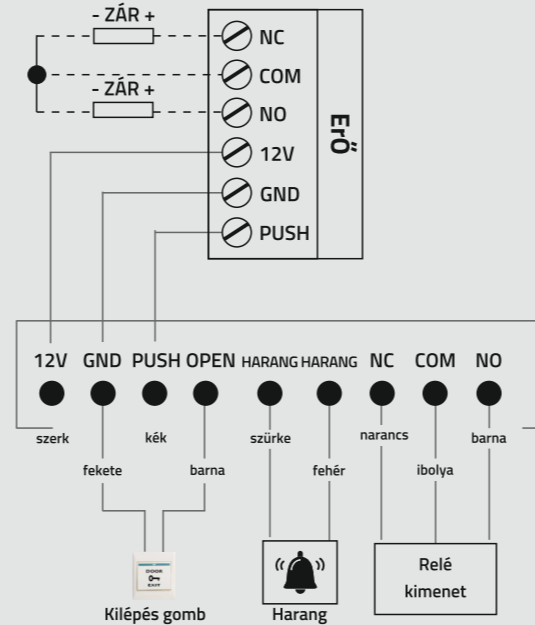 - ZÁR +
NC
COM
- ZÁR +
NO
12V
GND
PUSH
ErŐ
12V GND PUSH OPEN HARANG HARANG NC COM NO
szerk kék szürke narancs barna
fekete barna fehér ibolya
DOOR
EXIT
Kilépés gomb
Harang
Relé
kimenet